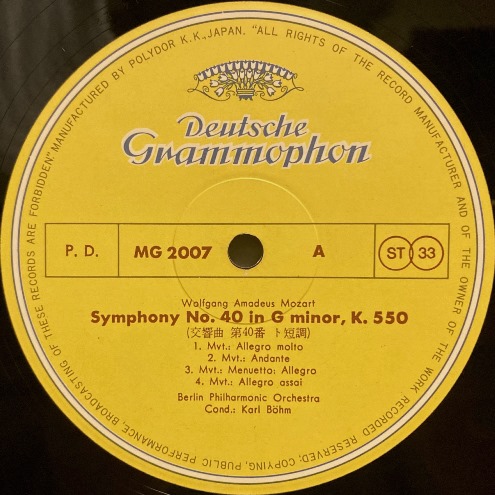 MANUFACTURED BY POLYDOR K.K., JAPAN. "ALL RIGHTS OF THE RECORD MANUFACTURER AND OF THE OWNER OF THE WORK RECORDED RESERVED; COPYING, PUBLIC PERFORMANCE, BROADCASTING OF THESE RECORDS ARE FORBIDDEN"
Deutsche
Grammophon
P. D. MG 2007 A ST 33
Wolfgang Amadeus Mozart
Symphony No. 40 in G minor, K. 550
(交響曲 第40番 ト短調)
1. Mvt.: Allegro molto
2. Mvt.: Andante
3. Mvt.: Menuetto: Allegro
4. Mvt.: Allegro assai
Berlin Philharmonic Orchestra
Cond.: Karl Böhm